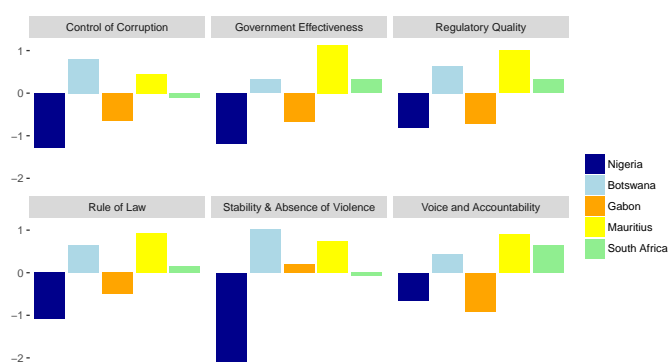 Control of Corruption
Government Effectiveness
Regulatory Quality
1
0
−1
−2
Rule of Law
Stability & Absence of Violence
Voice and Accountability
1
0
−1
−2
Nigeria
Botswana
Gabon
Mauritius
South Africa